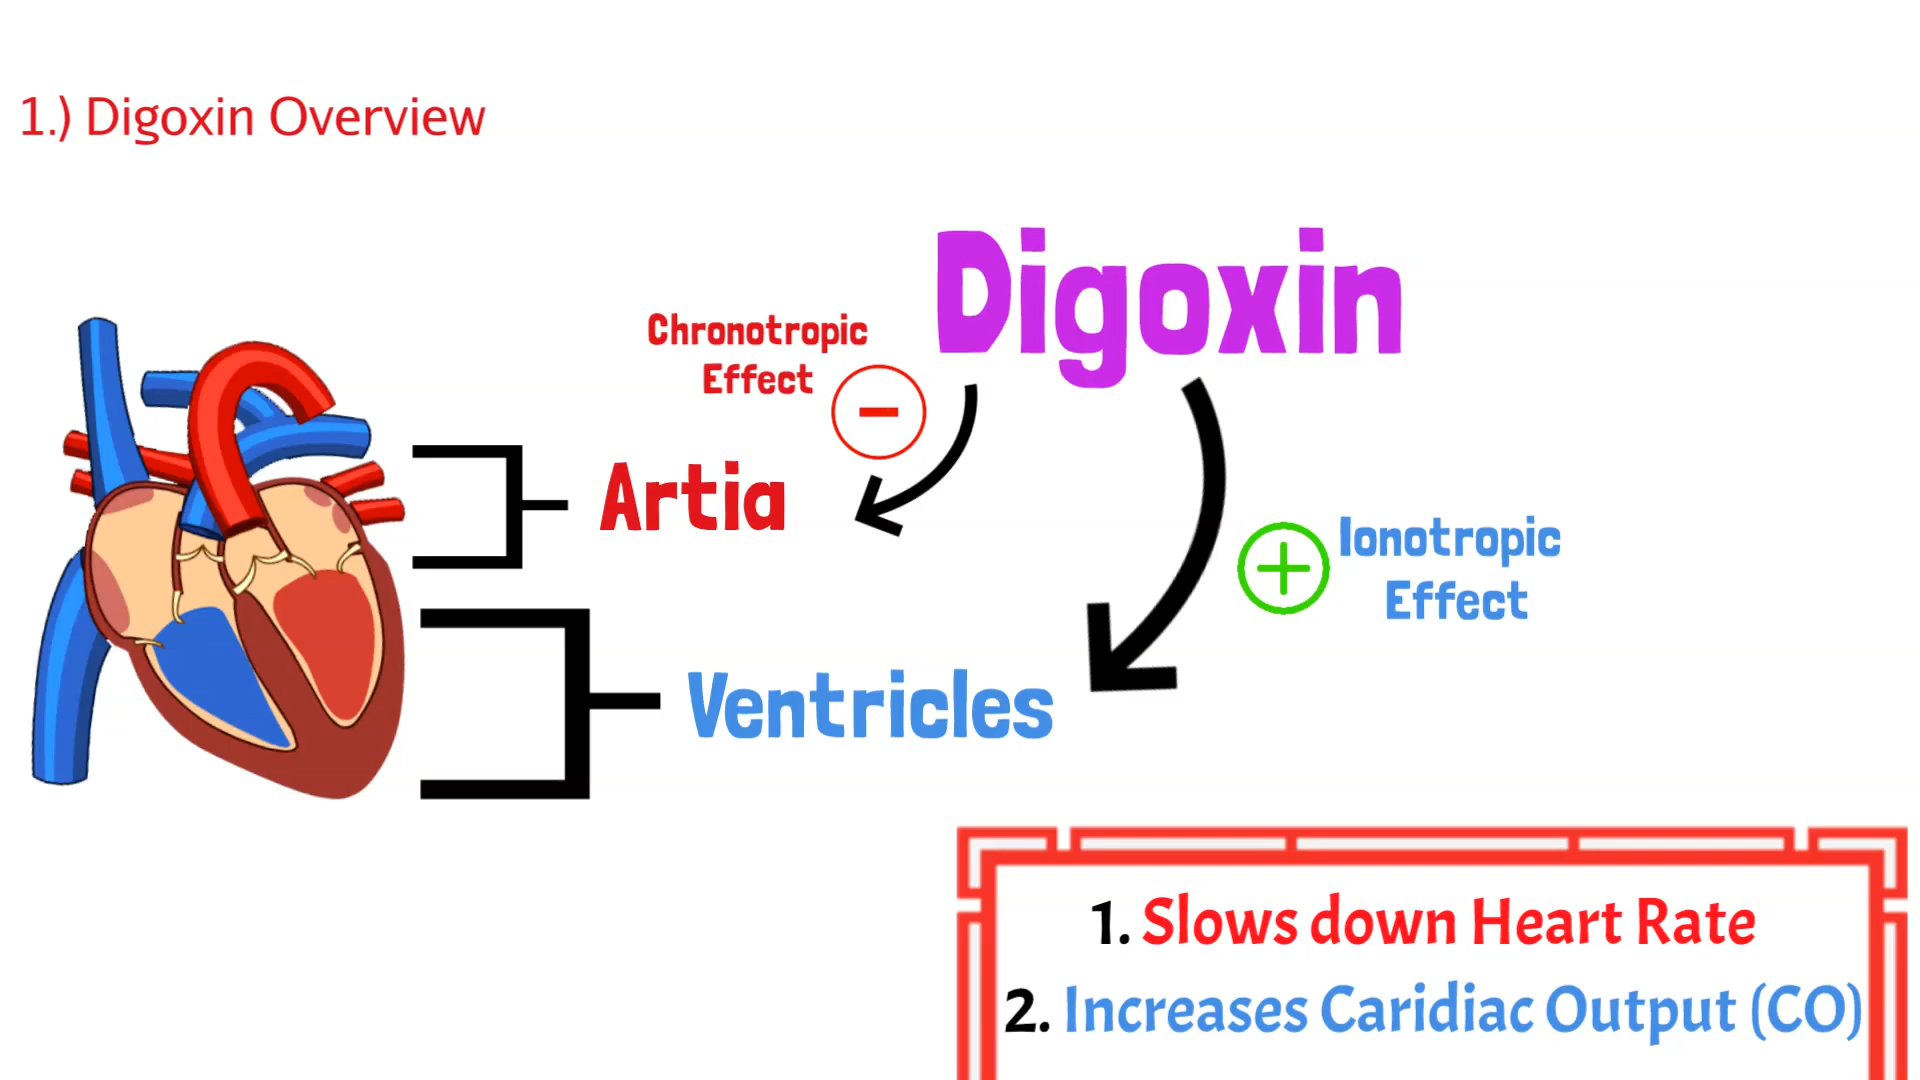 1.) Digoxin Overview
Digoxin
Chronotropic
Effect
Artia
Ionotropic
Effect
Ventricles
1. Slows down Heart Rate
2. Increases Caridiac Output (CO)